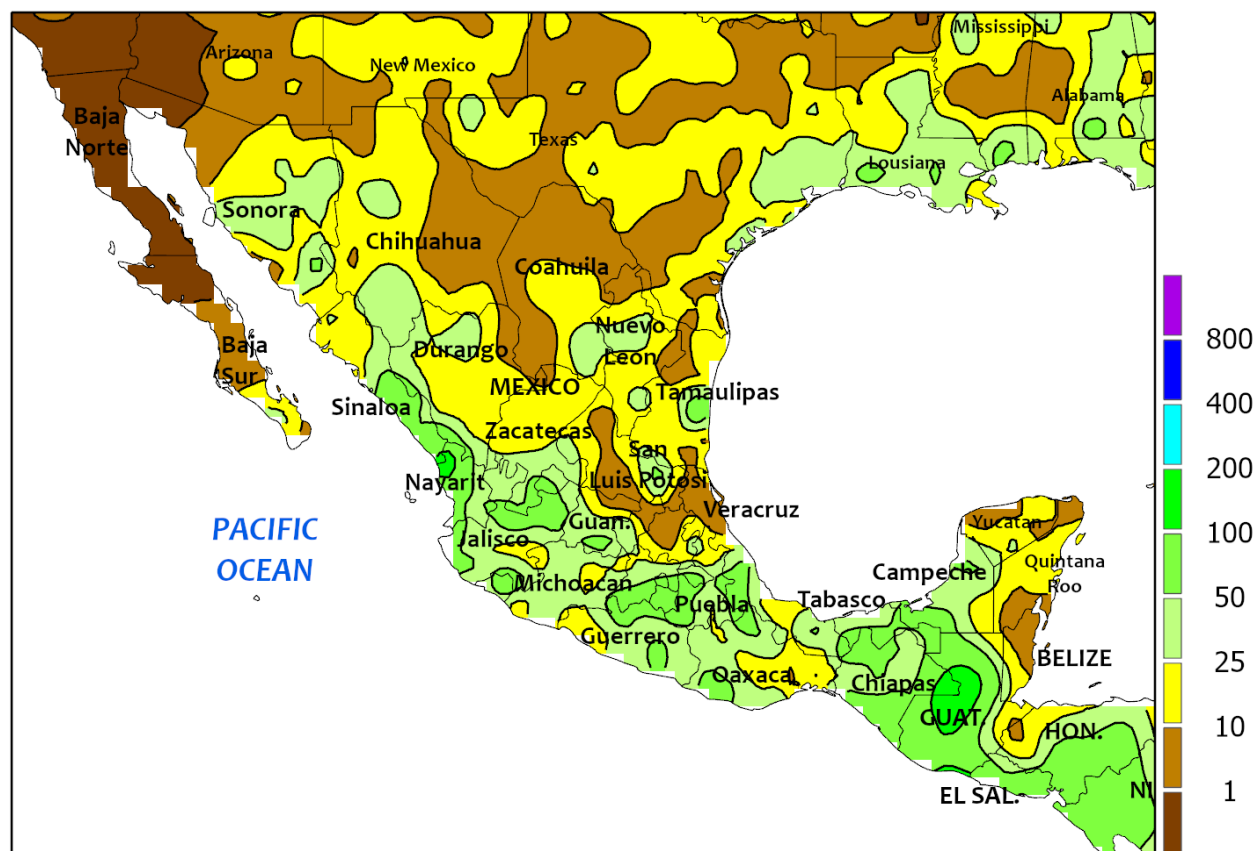 Mississippi
Arizona
New Mexico
Alabama
Baja
Norte
Texas
Lousiana
Sonora
Chihuahua
Coahuila
Nuevo
Leon
Durango
Baja
Sur
MEXICO
Tamaulipas
Sinaloa
Zacatecas
San
Luis Potosi
Nayarit
Veracruz
Guan.
Yucatan
PACIFIC
OCEAN
Jalisco
Quintana
Roo
Campeche
Michoacan
Puebla
Tabasco
Guerrero
BELIZE
Oaxaca
Chiapas
GUAT.
HON.
EL SAL.
NI
800
400
200
100
50
25
10
1